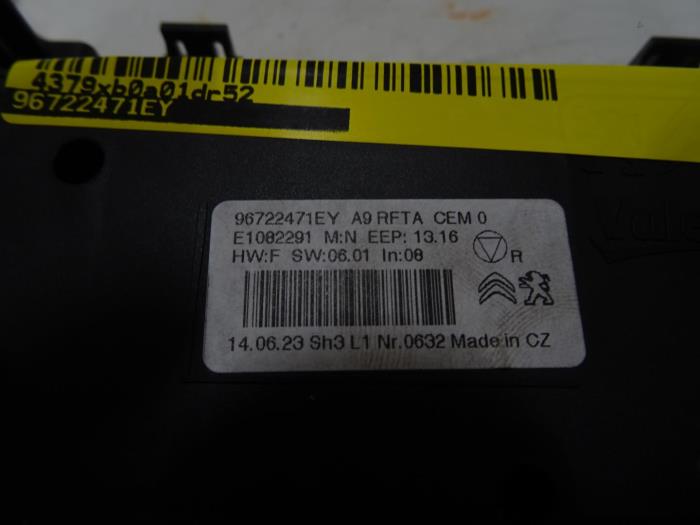 4379xb0a01dr52
96722471EY
96722471EY A9 RFTA CEM 0
E1082291 M:N EEP: 13.16
HW:F SW:06.01 In:08
R
14.06.23 Sh3 L1 Nr.0632 Made in CZ